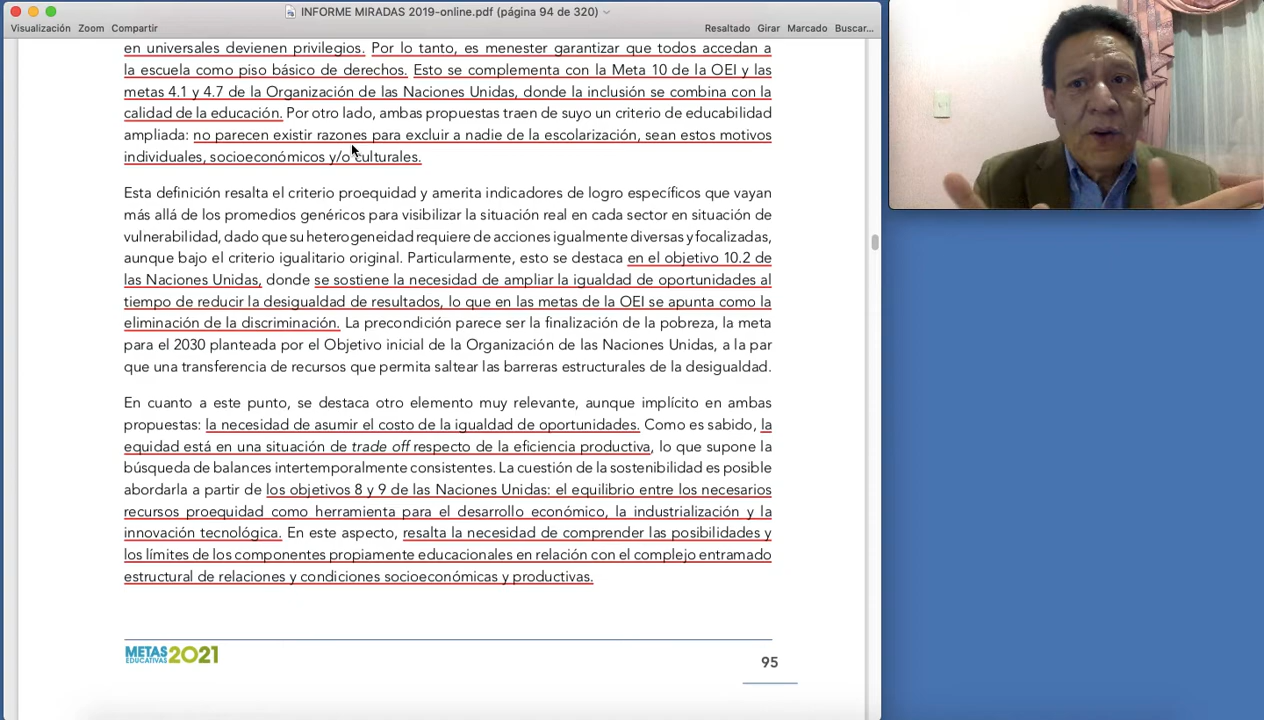 INFORME MIRADAS 2019-online.pdf (página 94 de 320)
Visualización Zoom Compartir Resaltado Girar Marcado Buscar...
en universales devienen privilegios. Por lo tanto, es menester garantizar que todos accedan a
la escuela como piso básico de derechos. Esto se complementa con la Meta 10 de la OEI y las
metas 4.1 y 4.7 de la Organización de las Naciones Unidas, donde la inclusión se combina con la
calidad de la educación. Por otro lado, ambas propuestas traen de suyo un criterio de educabilidad
ampliada: no parecen existir razones para excluir a nadie de la escolarización, sean estos motivos
individuales, socioeconómicos y/o culturales.
Esta definición resalta el criterio proequidad y amerita indicadores de logro específicos que vayan
más allá de los promedios genéricos para visibilizar la situación real en cada sector en situación de
vulnerabilidad, dado que su heterogeneidad requiere de acciones igualmente diversas y focalizadas,
aunque bajo el criterio igualitario original. Particularmente, esto se destaca en el objetivo 10.2 de
las Naciones Unidas, donde se sostiene la necesidad de ampliar la igualdad de oportunidades al
tiempo de reducir la desigualdad de resultados, lo que en las metas de la OEI se apunta como la
eliminación de la discriminación. La precondición parece ser la finalización de la pobreza, la meta
para el 2030 planteada por el Objetivo inicial de la Organización de las Naciones Unidas, a la par
que una transferencia de recursos que permita saltear las barreras estructurales de la desigualdad.
En cuanto a este punto, se destaca otro elemento muy relevante, aunque implícito en ambas
propuestas: la necesidad de asumir el costo de la igualdad de oportunidades. Como es sabido, la
equidad está en una situación de trade off respecto de la eficiencia productiva, lo que supone la
búsqueda de balances intertemporalmente consistentes. La cuestión de la sostenibilidad es posible
abordarla a partir de los objetivos 8 y 9 de las Naciones Unidas: el equilibrio entre los necesarios
recursos proequidad como herramienta para el desarrollo económico, la industrialización y la
innovación tecnológica. En este aspecto, resalta la necesidad de comprender las posibilidades y
los límites de los componentes propiamente educacionales en relación con el complejo entramado
estructural de relaciones y condiciones socioeconómicas y productivas.
METAS
EDUCATIVAS 2021
95